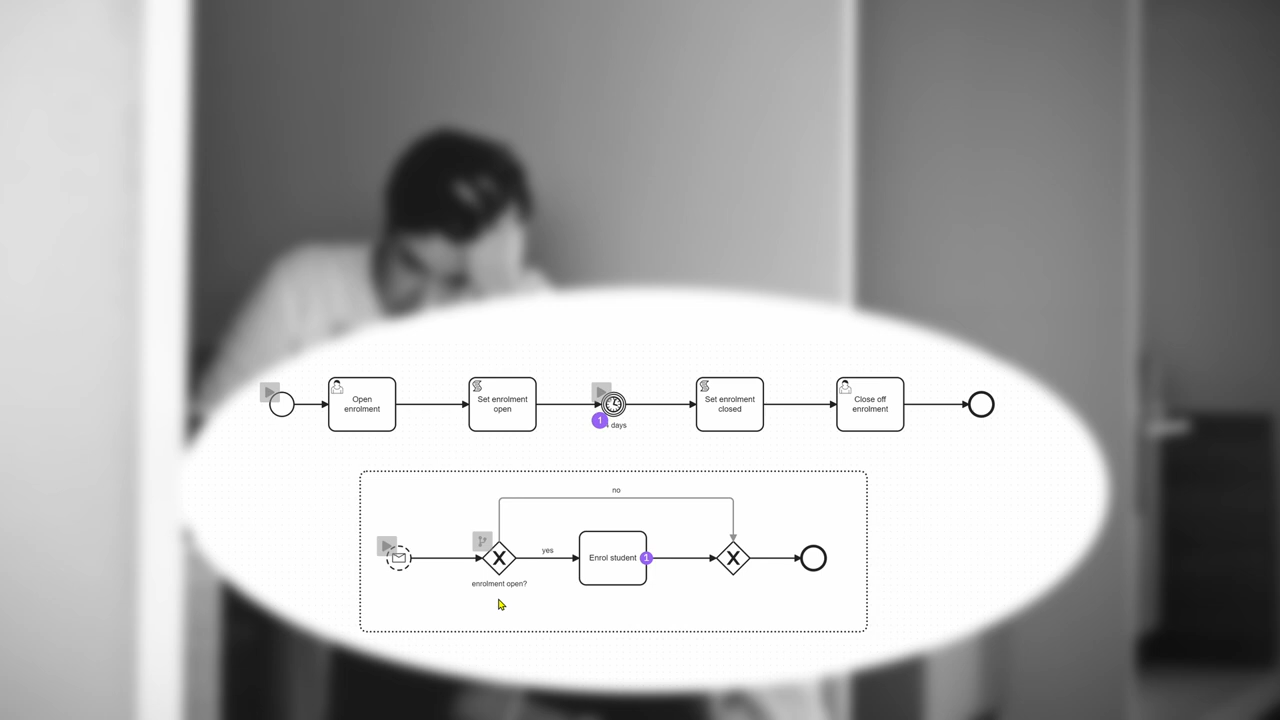 Open
enrolment
Set enrolment
open
1
days
Set enrolment
closed
Close off
enrolment
no
yes
Enrol student
1
enrolment open?